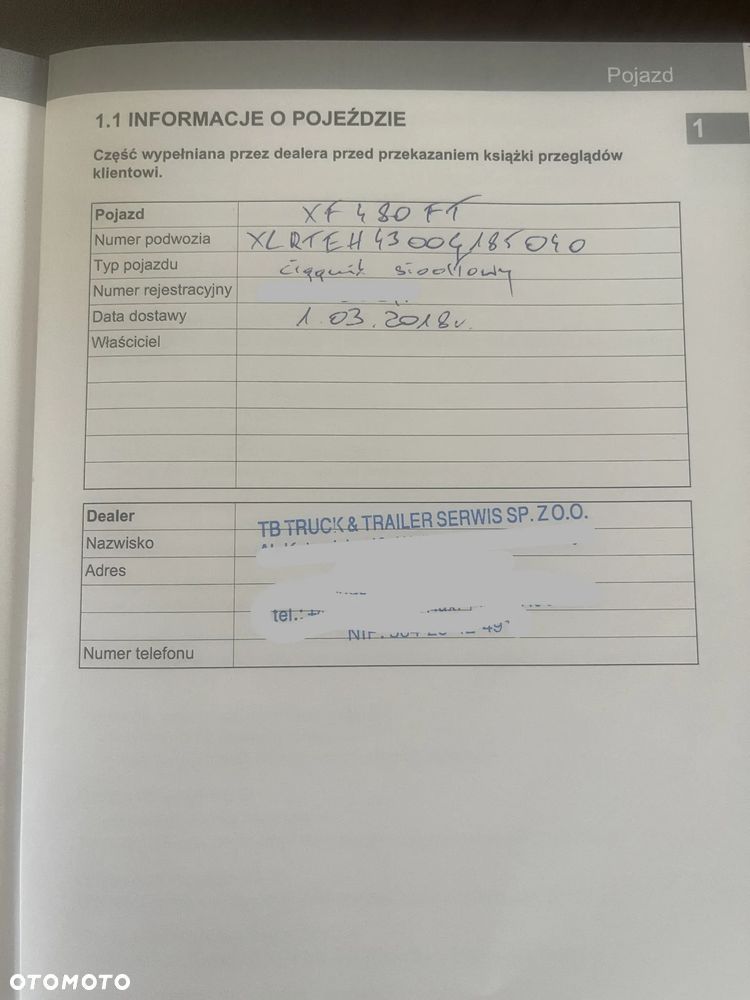 Pojazd
1
1.1 INFORMACJE O POJEŹDZIE
Część wypełniana przez dealera przed przekazaniem książki przeglądów
klientowi.
Pojazd XF 480 FT
Numer podwozia XLRTEH4300G185040
Typ pojazdu ciągnik siodłowy
Numer rejestracyjny
Data dostawy 1.03.2018r.
Właściciel
Dealer TB TRUCK & TRAILER SERWIS SP. Z O.O.
Nazwisko
Adres
tel.:
NIP:
Numer telefonu
OTOMOTO